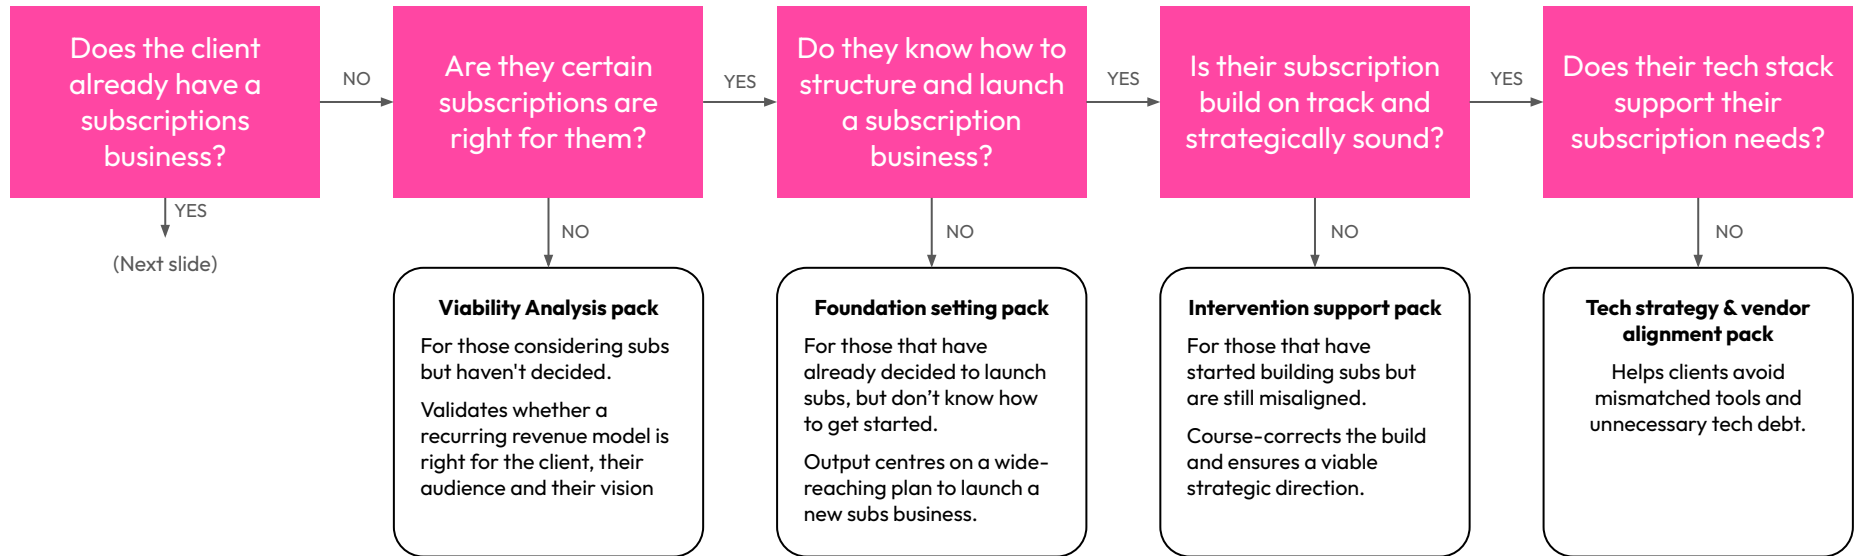 Does the client
already have a
subscriptions
business?
NO
Are they certain
subscriptions are
right for them?
YES
Do they know how to
structure and launch
a subscription
business?
YES
Is their subscription
build on track and
strategically sound?
YES
Does their tech stack
support their
subscription needs?
YES
(Next slide)
NO
NO
NO
NO
Viability Analysis pack
For those considering subs
but haven't decided.
Validates whether a
recurring revenue model is
right for the client, their
audience and their vision
Foundation setting pack
For those that have
already decided to launch
subs, but don’t know how
to get started.
Output centres on a wide-
reaching plan to launch a
new subs business.
Intervention support pack
For those that have
started building subs but
are still misaligned.
Course-corrects the build
and ensures a viable
strategic direction.
Tech strategy & vendor
alignment pack
Helps clients avoid
mismatched tools and
unnecessary tech debt.